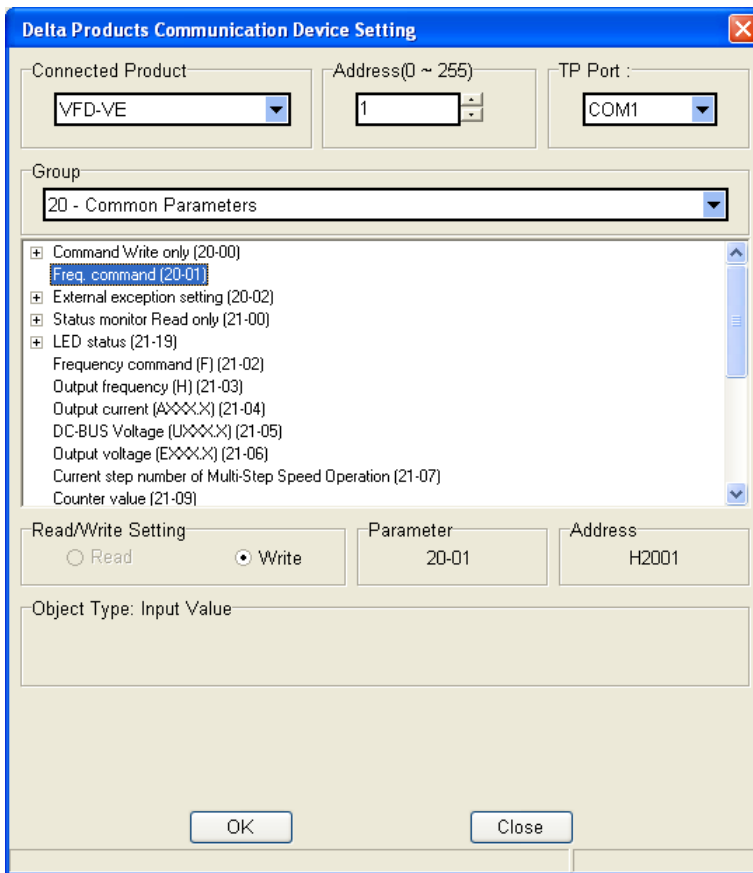 Delta Products Communication Device Setting
Connected Product
Address(0 ~ 255)
TP Port :
VFD-VE
1
COM1
Group
20 - Common Parameters
Command Write only (20-00)
Freq. command (20-01)
External exception setting (20-02)
Status monitor Read only (21-00)
LED status (21-19)
Frequency command (F) (21-02)
Output frequency (H) (21-03)
Output current (AXXX.X) (21-04)
DC-BUS Voltage (UXXX.X) (21-05)
Output voltage (EXXX.X) (21-06)
Current step number of Multi-Step Speed Operation (21-07)
Counter value (21-09)
Read/Write Setting
Parameter
Address
Read
Write
20-01
H2001
Object Type: Input Value
OK
Close